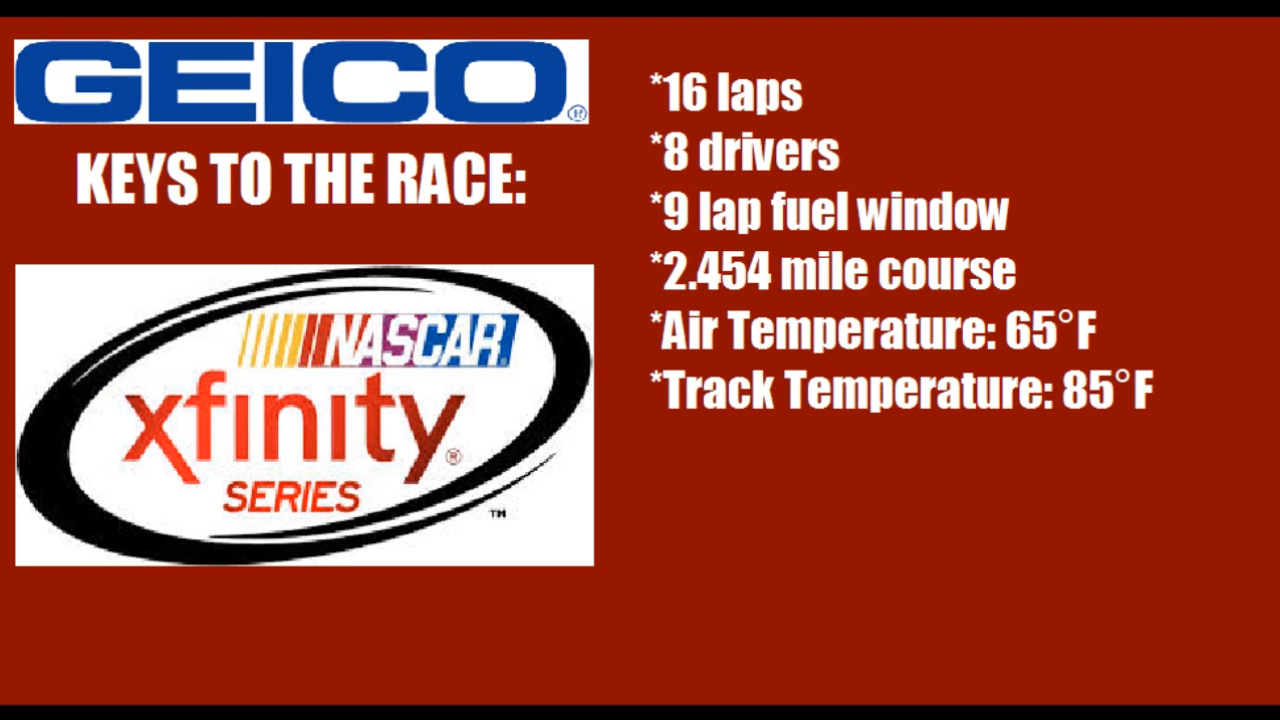 GEICO®
KEYS TO THE RACE:
NASCAR®
xfinity®
SERIES
™
*16 laps
*8 drivers
*9 lap fuel window
*2.454 mile course
*Air Temperature: 65°F
*Track Temperature: 85°F